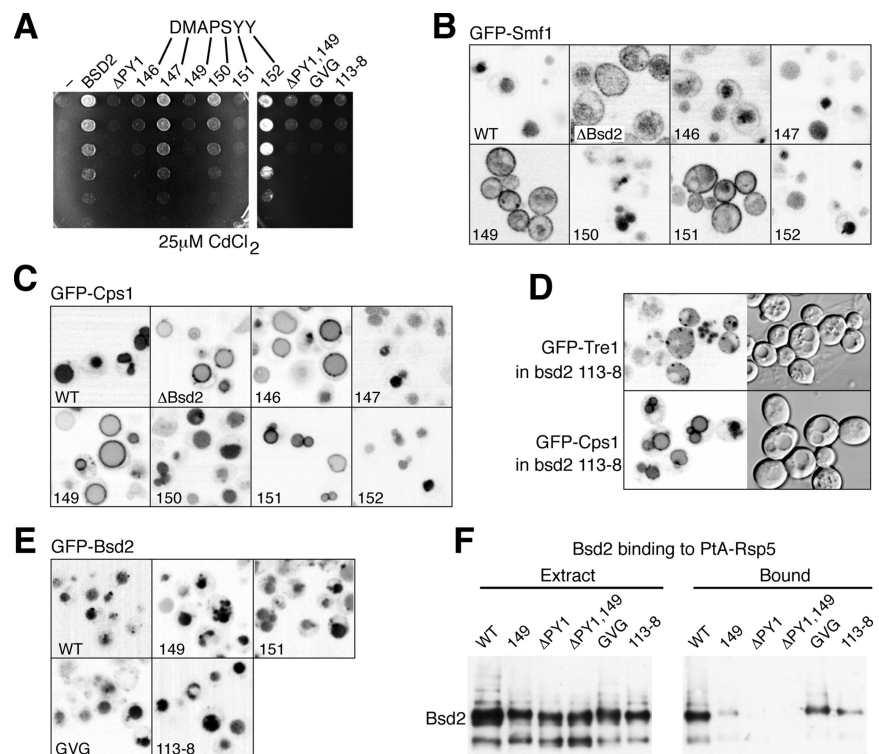 A
DMAPSYY
– BSD2 ΔPY1 146 147 149 150 151 152 ΔPY1,149 GVG 113-8
25μM CdCl2
B
GFP-Smf1
WT ΔBsd2 146 147
149 150 151 152
C
GFP-Cps1
WT ΔBsd2 146 147
149 150 151 152
D
GFP-Tre1
in bsd2 113-8
GFP-Cps1
in bsd2 113-8
E
GFP-Bsd2
WT 149 151
GVG 113-8
F
Bsd2 binding to PtA-Rsp5
Extract Bound
WT 149 ΔPY1 ΔPY1,149 GVG 113-8 WT 149 ΔPY1 ΔPY1,149 GVG 113-8
Bsd2